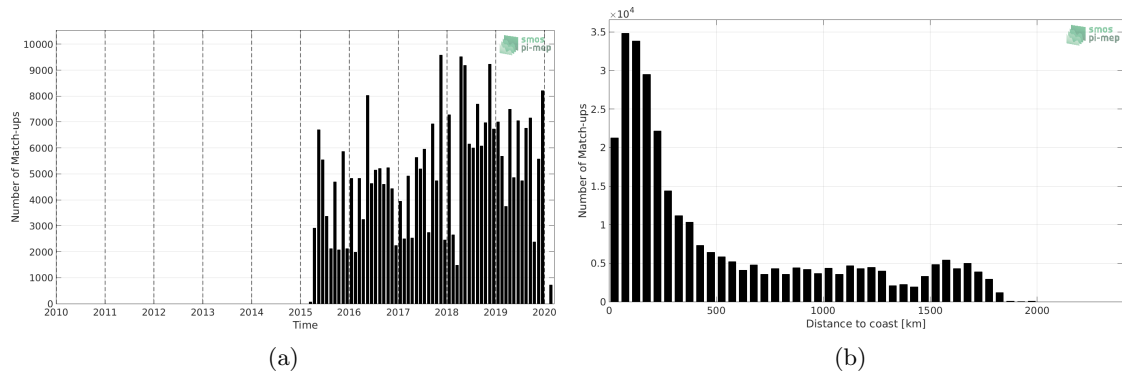 smos
pi-mep
Number of Match-ups
10000
9000
8000
7000
6000
5000
4000
3000
2000
1000
0
2010 2011 2012 2013 2014 2015 2016 2017 2018 2019 2020
Time
(a)
×10⁴
smos
pi-mep
Number of Match-ups
3.5
3
2.5
2
1.5
1
0.5
0
0 500 1000 1500 2000
Distance to coast [km]
(b)